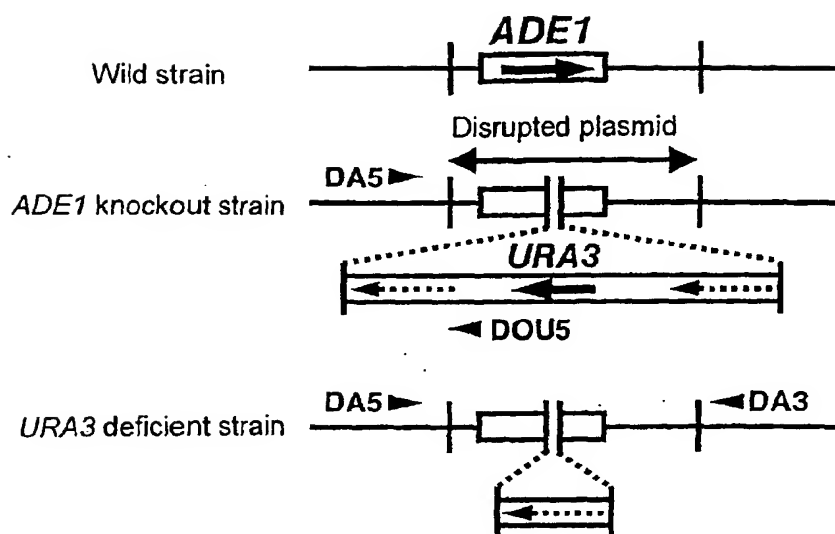 ADE1
Wild strain
Disrupted plasmid
DA5
ADE1 knockout strain
URA3
DOU5
DA5
DA3
URA3 deficient strain